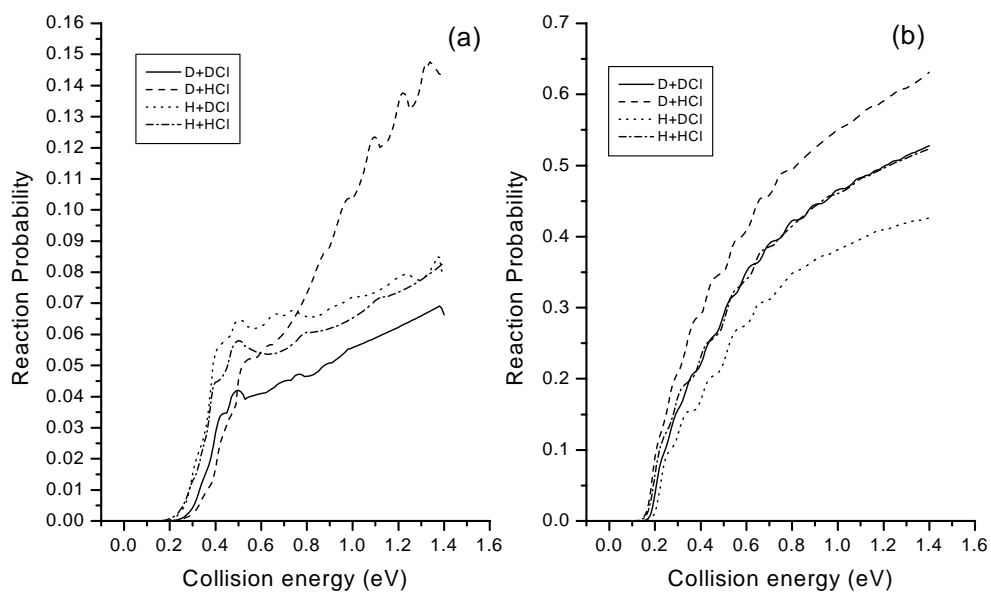 (a)
D+DCl
D+HCl
H+DCl
H+HCl
Reaction Probability
0.16
0.15
0.14
0.13
0.12
0.11
0.10
0.09
0.08
0.07
0.06
0.05
0.04
0.03
0.02
0.01
0.00
0.0 0.2 0.4 0.6 0.8 1.0 1.2 1.4 1.6
Collision energy (eV)
(b)
D+DCl
D+HCl
H+DCl
H+HCl
Reaction Probability
0.7
0.6
0.5
0.4
0.3
0.2
0.1
0.0
0.0 0.2 0.4 0.6 0.8 1.0 1.2 1.4 1.6
Collision energy (eV)